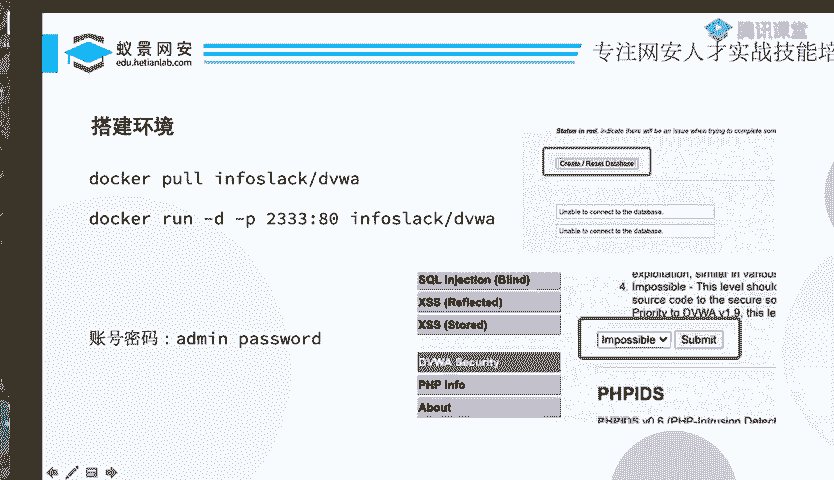 蚁景网安
edu.hetianlab.com
腾讯课堂
专注网安人才实战技能培
搭建环境
docker pull infoslack/dvwa
docker run -d -p 2333:80 infoslack/dvwa
账号密码：admin password
Status in red, indicate there will be an issue when trying to complete som
Create / Reset Database
Unable to connect to the database.
Unable to connect to the database.
SQL Injection (Blind)
XSS (Reflected)
XSS (Stored)
DVWA Security
PHP Info
About
exploitation, similar in various
4. Impossible - This level should
source code to the secure so
Priority to DVWA v1.9, this le
Impossible
Submit
PHPIDS
PHPIDS v0.6 (PHP-Intrusion Detec